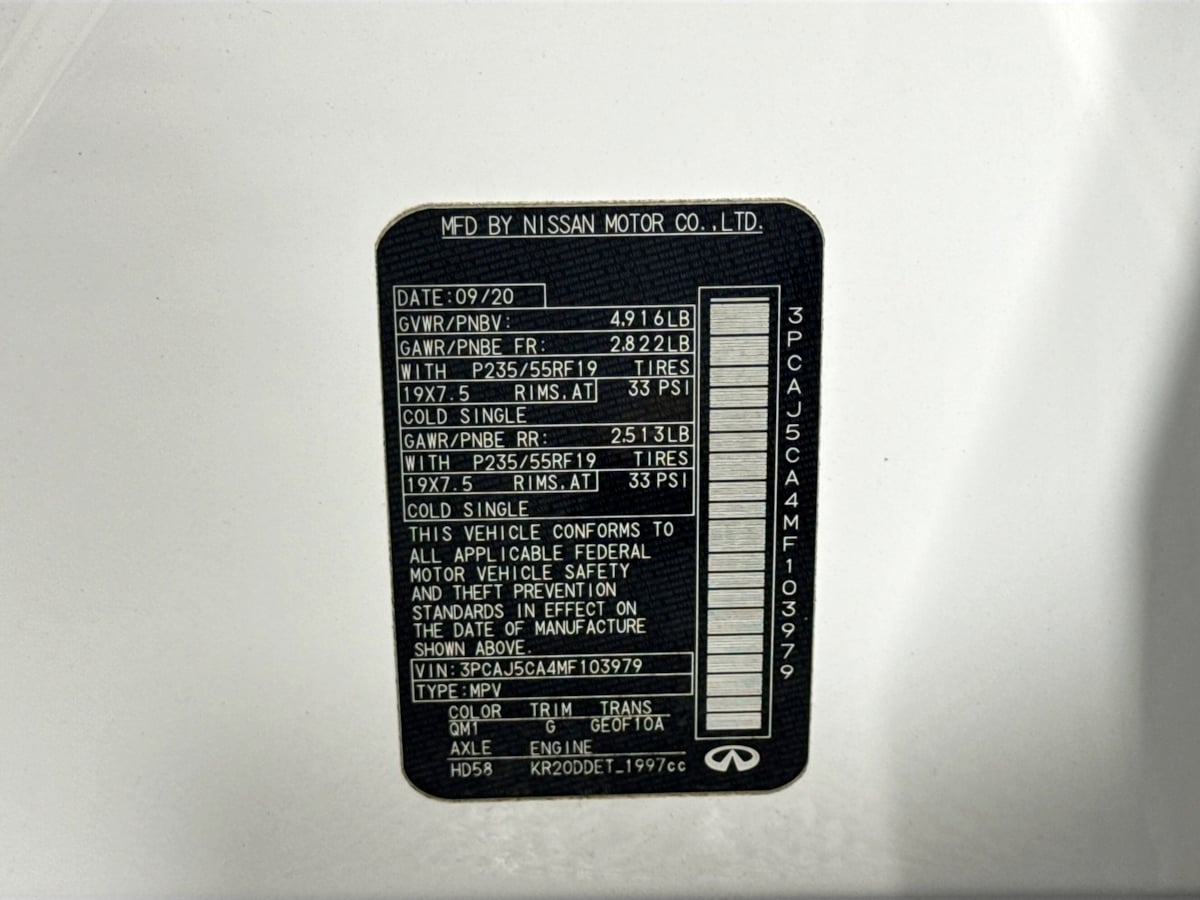 MFD BY NISSAN MOTOR CO.,LTD.
DATE:09/20
GVWR/PNBV: 4,916LB
GAWR/PNBE FR: 2,822LB
WITH P235/55RF19 TIRES
19X7.5 RIMS,AT 33 PSI
COLD SINGLE
GAWR/PNBE RR: 2,513LB
WITH P235/55RF19 TIRES
19X7.5 RIMS,AT 33 PSI
COLD SINGLE
THIS VEHICLE CONFORMS TO
ALL APPLICABLE FEDERAL
MOTOR VEHICLE SAFETY
AND THEFT PREVENTION
STANDARDS IN EFFECT ON
THE DATE OF MANUFACTURE
SHOWN ABOVE.
VIN:3PCAJ5CA4MF103979
TYPE:MPV
COLOR TRIM TRANS
QM1 G GE0F10A
AXLE ENGINE
HD58 KR20DDET_1997cc
3PCAJ5CA4MF103979